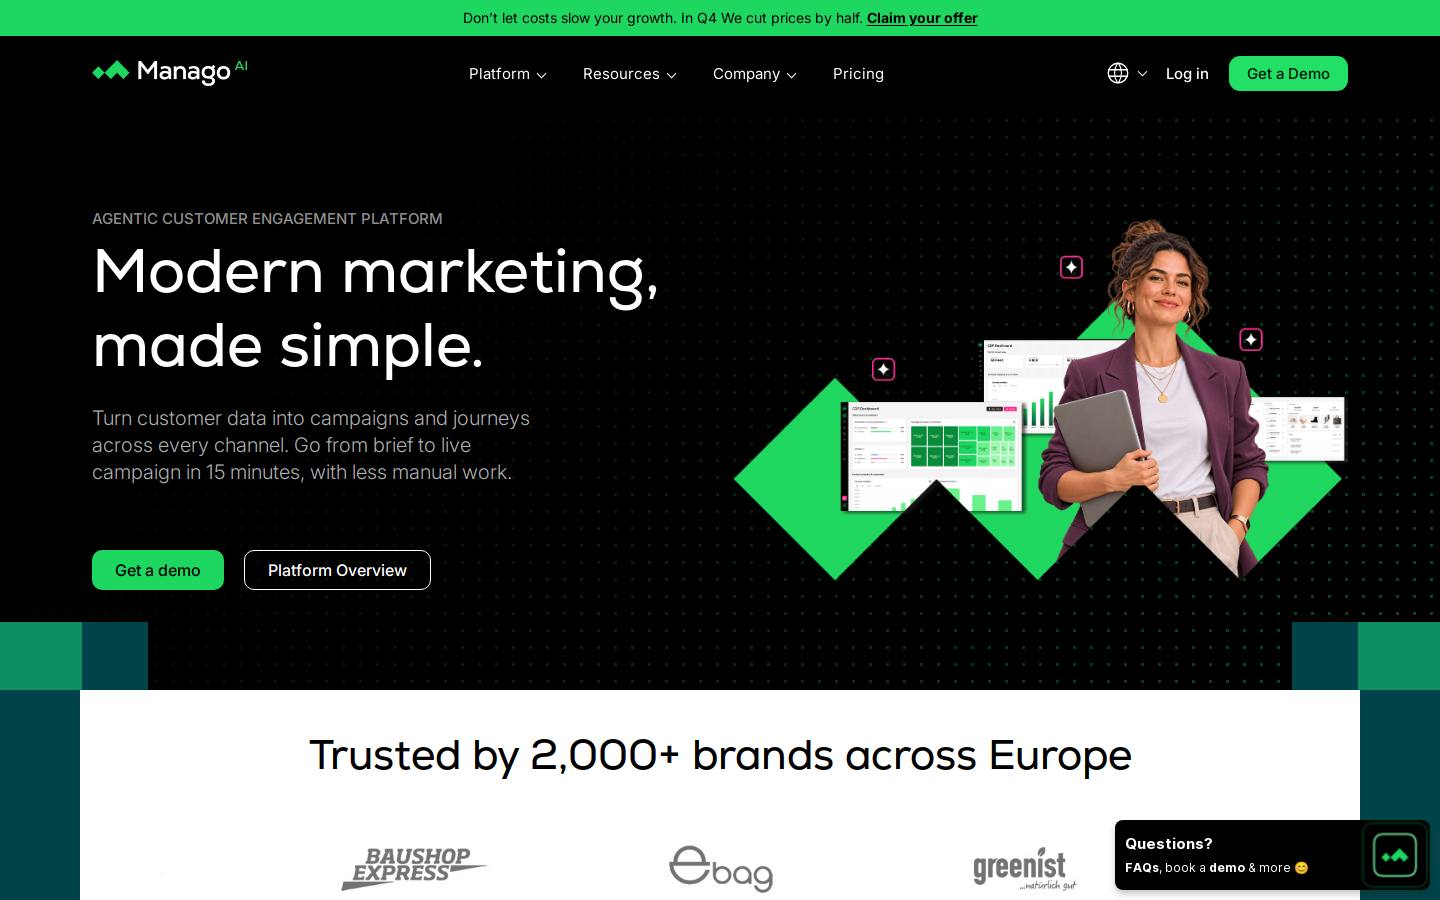 Don’t let costs slow your growth. In Q4 We cut prices by half. Claim your offer
Manago AI
Platform
Resources
Company
Pricing
Log in
Get a Demo
AGENTIC CUSTOMER ENGAGEMENT PLATFORM
Modern marketing,
made simple.
Turn customer data into campaigns and journeys
across every channel. Go from brief to live
campaign in 15 minutes, with less manual work.
Get a demo
Platform Overview
CDP Dashboard
CDP Dashboard
Trusted by 2,000+ brands across Europe
BAUSHOP
EXPRESS
ebag
greenist
...natürlich gut
Questions?
FAQs, book a demo & more 😊